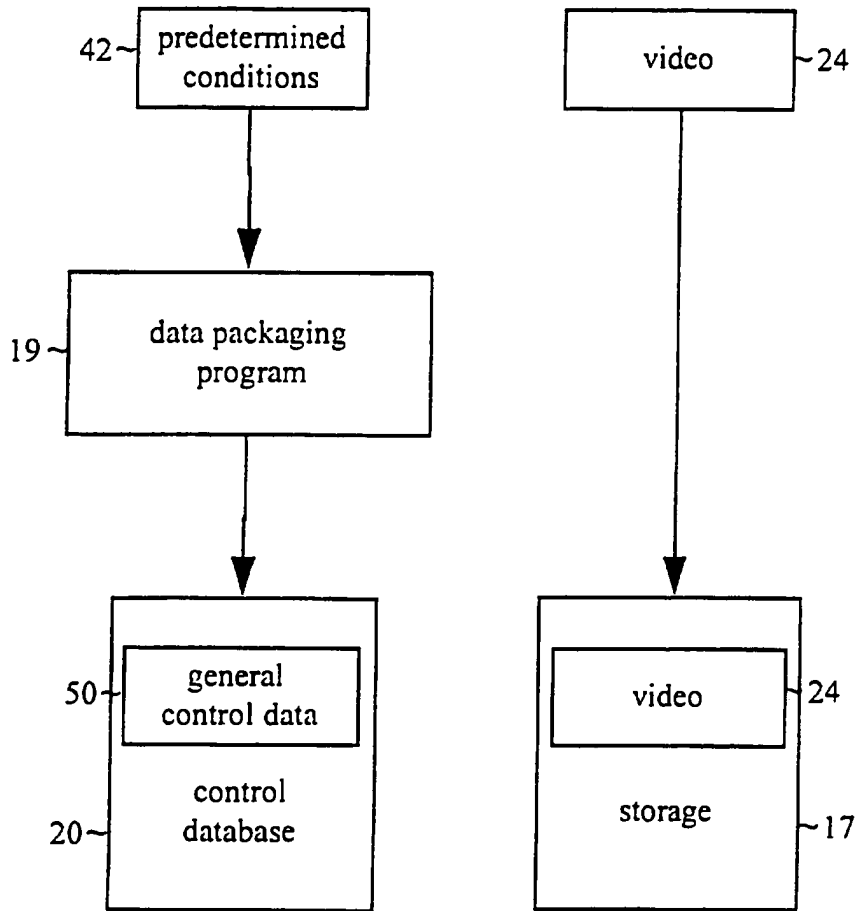 42 predetermined
conditions
video 24
19 data packaging
program
50 general
control data
control
20 database
video 24
storage 17